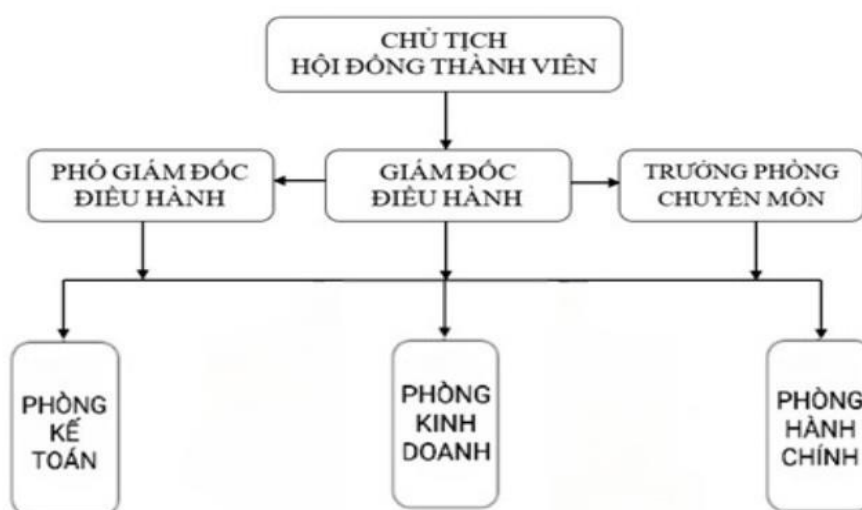 CHỦ TỊCH
HỘI ĐỒNG THÀNH VIÊN
PHÓ GIÁM ĐỐC
ĐIỀU HÀNH
GIÁM ĐỐC
ĐIỀU HÀNH
TRƯỞNG PHÒNG
CHUYÊN MÔN
PHÒNG
KẾ
TOÁN
PHÒNG
KINH
DOANH
PHÒNG
HÀNH
CHÍNH